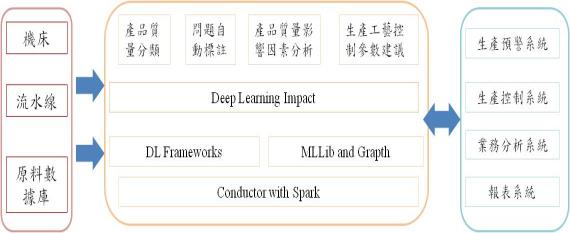 機床
流水線
原料數
據庫
產品質
量分類
問題自
動標註
產品質量影
響因素分析
生產工藝控
制參數建議
Deep Learning Impact
DL Frameworks
MLLib and Grapth
Conductor with Spark
生產預警系統
生產控制系統
業務分析系統
報表系統